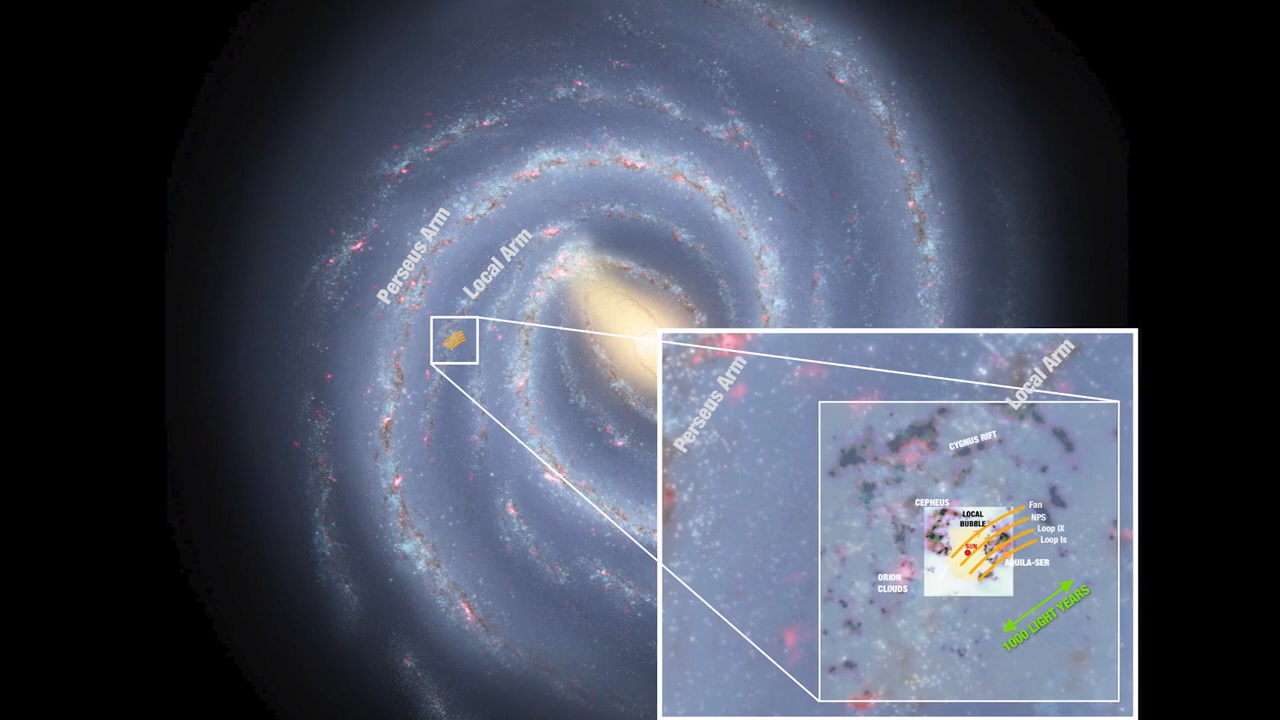 Perseus Arm
Local Arm
Perseus Arm
Local Arm
CYGNUS RIFT
CEPHEUS
Fan
LOCAL
BUBBLE
NPS
Loop IX
Loop Is
SUN
AQUILA-SER
ORION
CLOUDS
1000 LIGHT YEARS